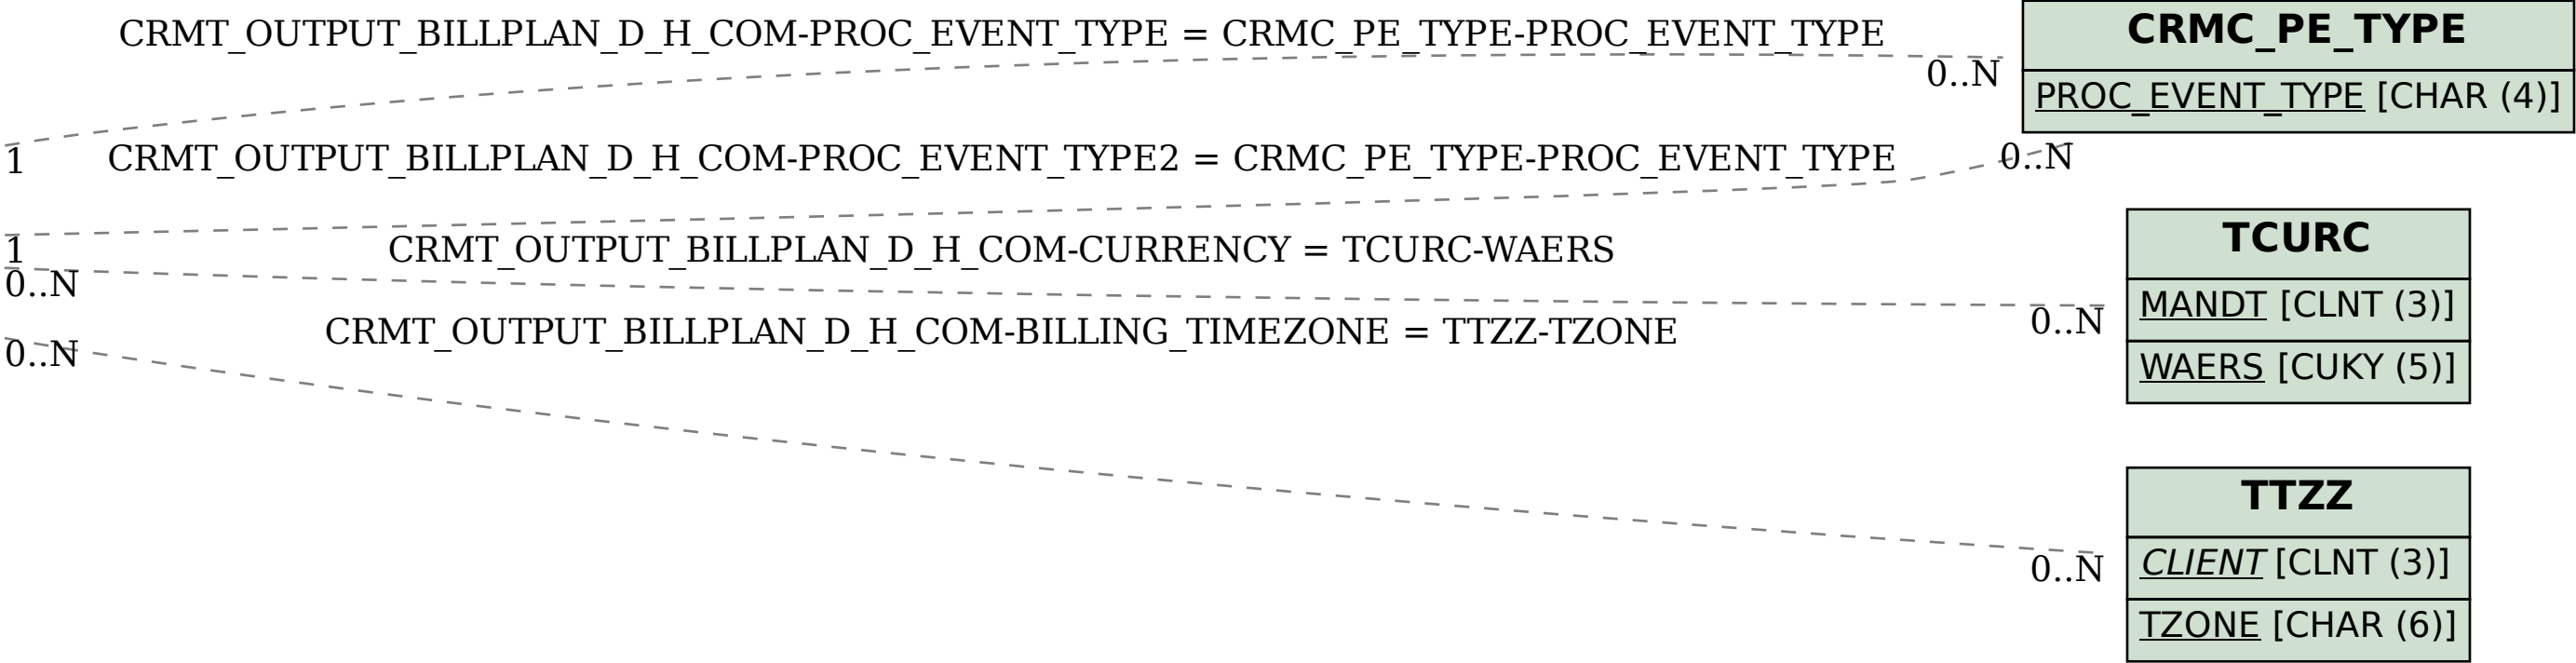 CRMT_OUTPUT_BILLPLAN_D_H_COM-PROC_EVENT_TYPE = CRMC_PE_TYPE-PROC_EVENT_TYPE
0..N
1
CRMC_PE_TYPE
PROC_EVENT_TYPE [CHAR (4)]
CRMT_OUTPUT_BILLPLAN_D_H_COM-PROC_EVENT_TYPE2 = CRMC_PE_TYPE-PROC_EVENT_TYPE
0..N
1
CRMT_OUTPUT_BILLPLAN_D_H_COM-CURRENCY = TCURC-WAERS
0..N
0..N
TCURC
MANDT [CLNT (3)]
WAERS [CUKY (5)]
CRMT_OUTPUT_BILLPLAN_D_H_COM-BILLING_TIMEZONE = TTZZ-TZONE
0..N
0..N
TTZZ
CLIENT [CLNT (3)]
TZONE [CHAR (6)]